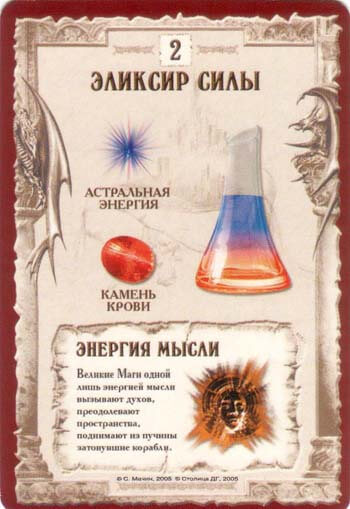 2
ЭЛИКСИР СИЛЫ
АСТРАЛЬНАЯ
ЭНЕРГИЯ
КАМЕНЬ
КРОВИ
ЭНЕРГИЯ МЫСЛИ
Великие Маги одной
лишь энергией мысли
вызывают духов,
преодолевают
пространства,
поднимают из пучины
затонувшие корабли.
© С. Мачин, 2005 © Столица ДГ, 2005